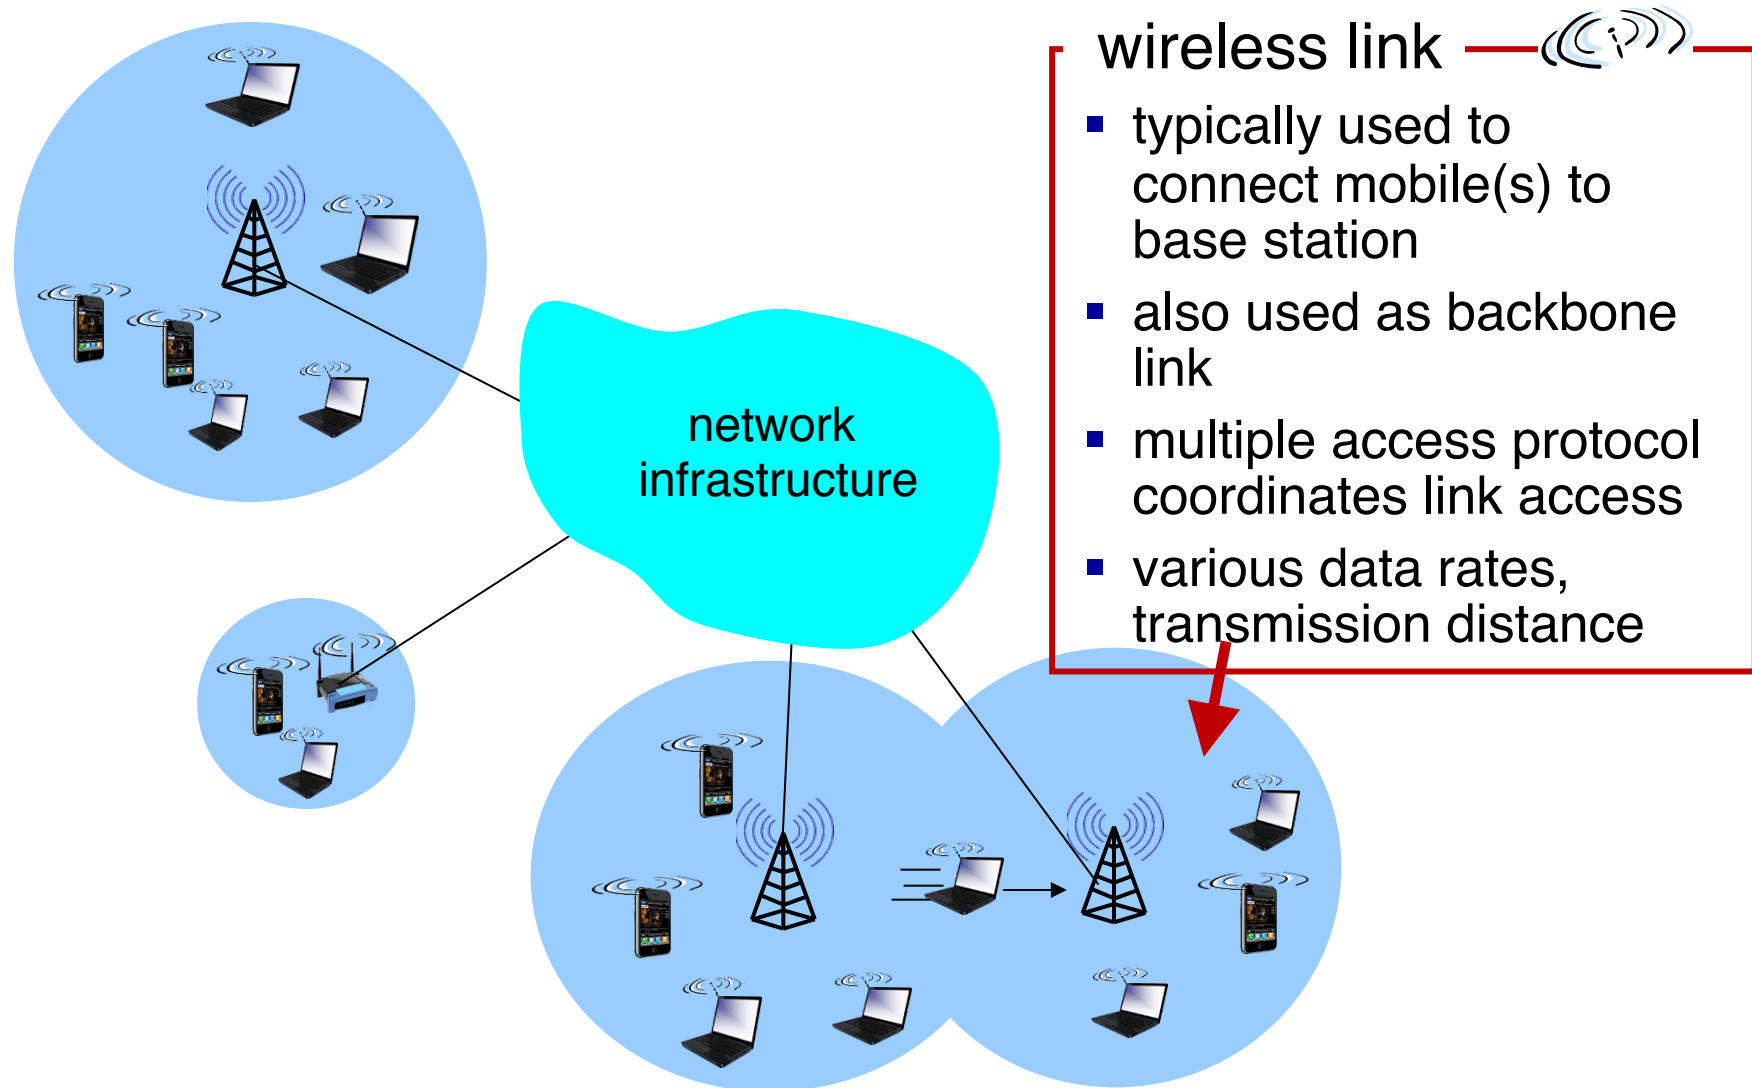 wireless link
typically used to
connect mobile(s) to
base station
also used as backbone
link
multiple access protocol
coordinates link access
various data rates,
transmission distance
network
infrastructure